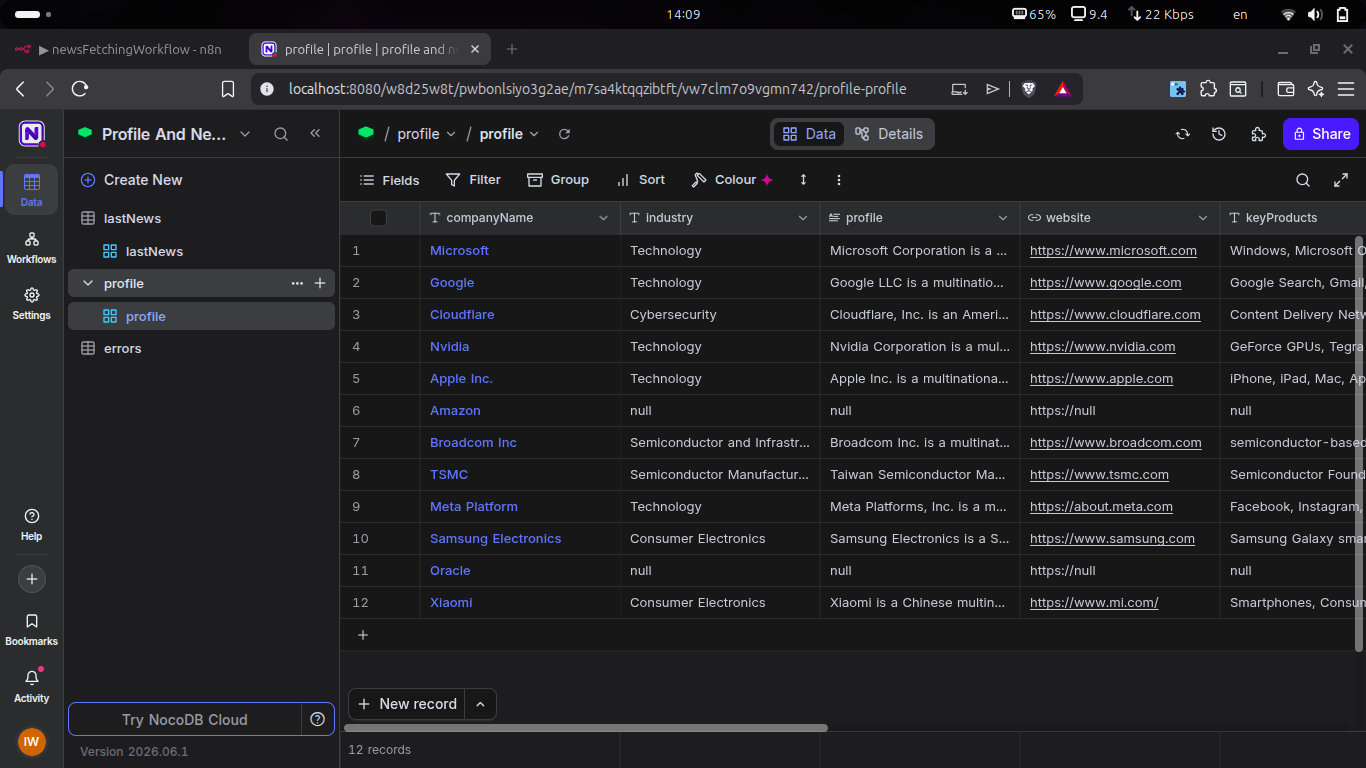 14:09
65%
9.4
22 Kbps
en
▶ newsFetchingWorkflow - n8n
profile | profile | profile and n
localhost:8080/w8d25w8t/pwbonlsiyo3g2ae/m7sa4ktqqzibtft/vw7clm7o9vgmn742/profile-profile
Profile And Ne...
/ profile / profile
Data Details
Share
Data
Workflows
Settings
Help
Bookmarks
Activity
IW
Create New
lastNews
lastNews
profile
profile
errors
Try NocoDB Cloud
Version 2026.06.1
Fields Filter Group Sort Colour
companyName industry profile website keyProducts
1 Microsoft Technology Microsoft Corporation is a ... https://www.microsoft.com Windows, Microsoft O
2 Google Technology Google LLC is a multinatio... https://www.google.com Google Search, Gmail,
3 Cloudflare Cybersecurity Cloudflare, Inc. is an Ameri... https://www.cloudflare.com Content Delivery Netw
4 Nvidia Technology Nvidia Corporation is a mul... https://www.nvidia.com GeForce GPUs, Tegra
5 Apple Inc. Technology Apple Inc. is a multinationa... https://www.apple.com iPhone, iPad, Mac, Ap
6 Amazon null null https://null null
7 Broadcom Inc Semiconductor and Infrastr... Broadcom Inc. is a multinat... https://www.broadcom.com semiconductor-based
8 TSMC Semiconductor Manufactur... Taiwan Semiconductor Ma... https://www.tsmc.com Semiconductor Found
9 Meta Platform Technology Meta Platforms, Inc. is a m... https://about.meta.com Facebook, Instagram,
10 Samsung Electronics Consumer Electronics Samsung Electronics is a S... https://www.samsung.com Samsung Galaxy smar
11 Oracle null null https://null null
12 Xiaomi Consumer Electronics Xiaomi is a Chinese multin... https://www.mi.com/ Smartphones, Consum
New record
12 records